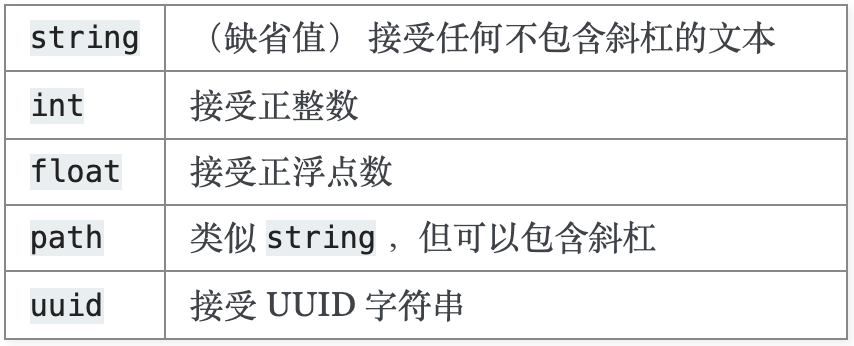 string （缺省值） 接受任何不包含斜杠的文本
int 接受正整数
float 接受正浮点数
path 类似 string ，但可以包含斜杠
uuid 接受 UUID 字符串